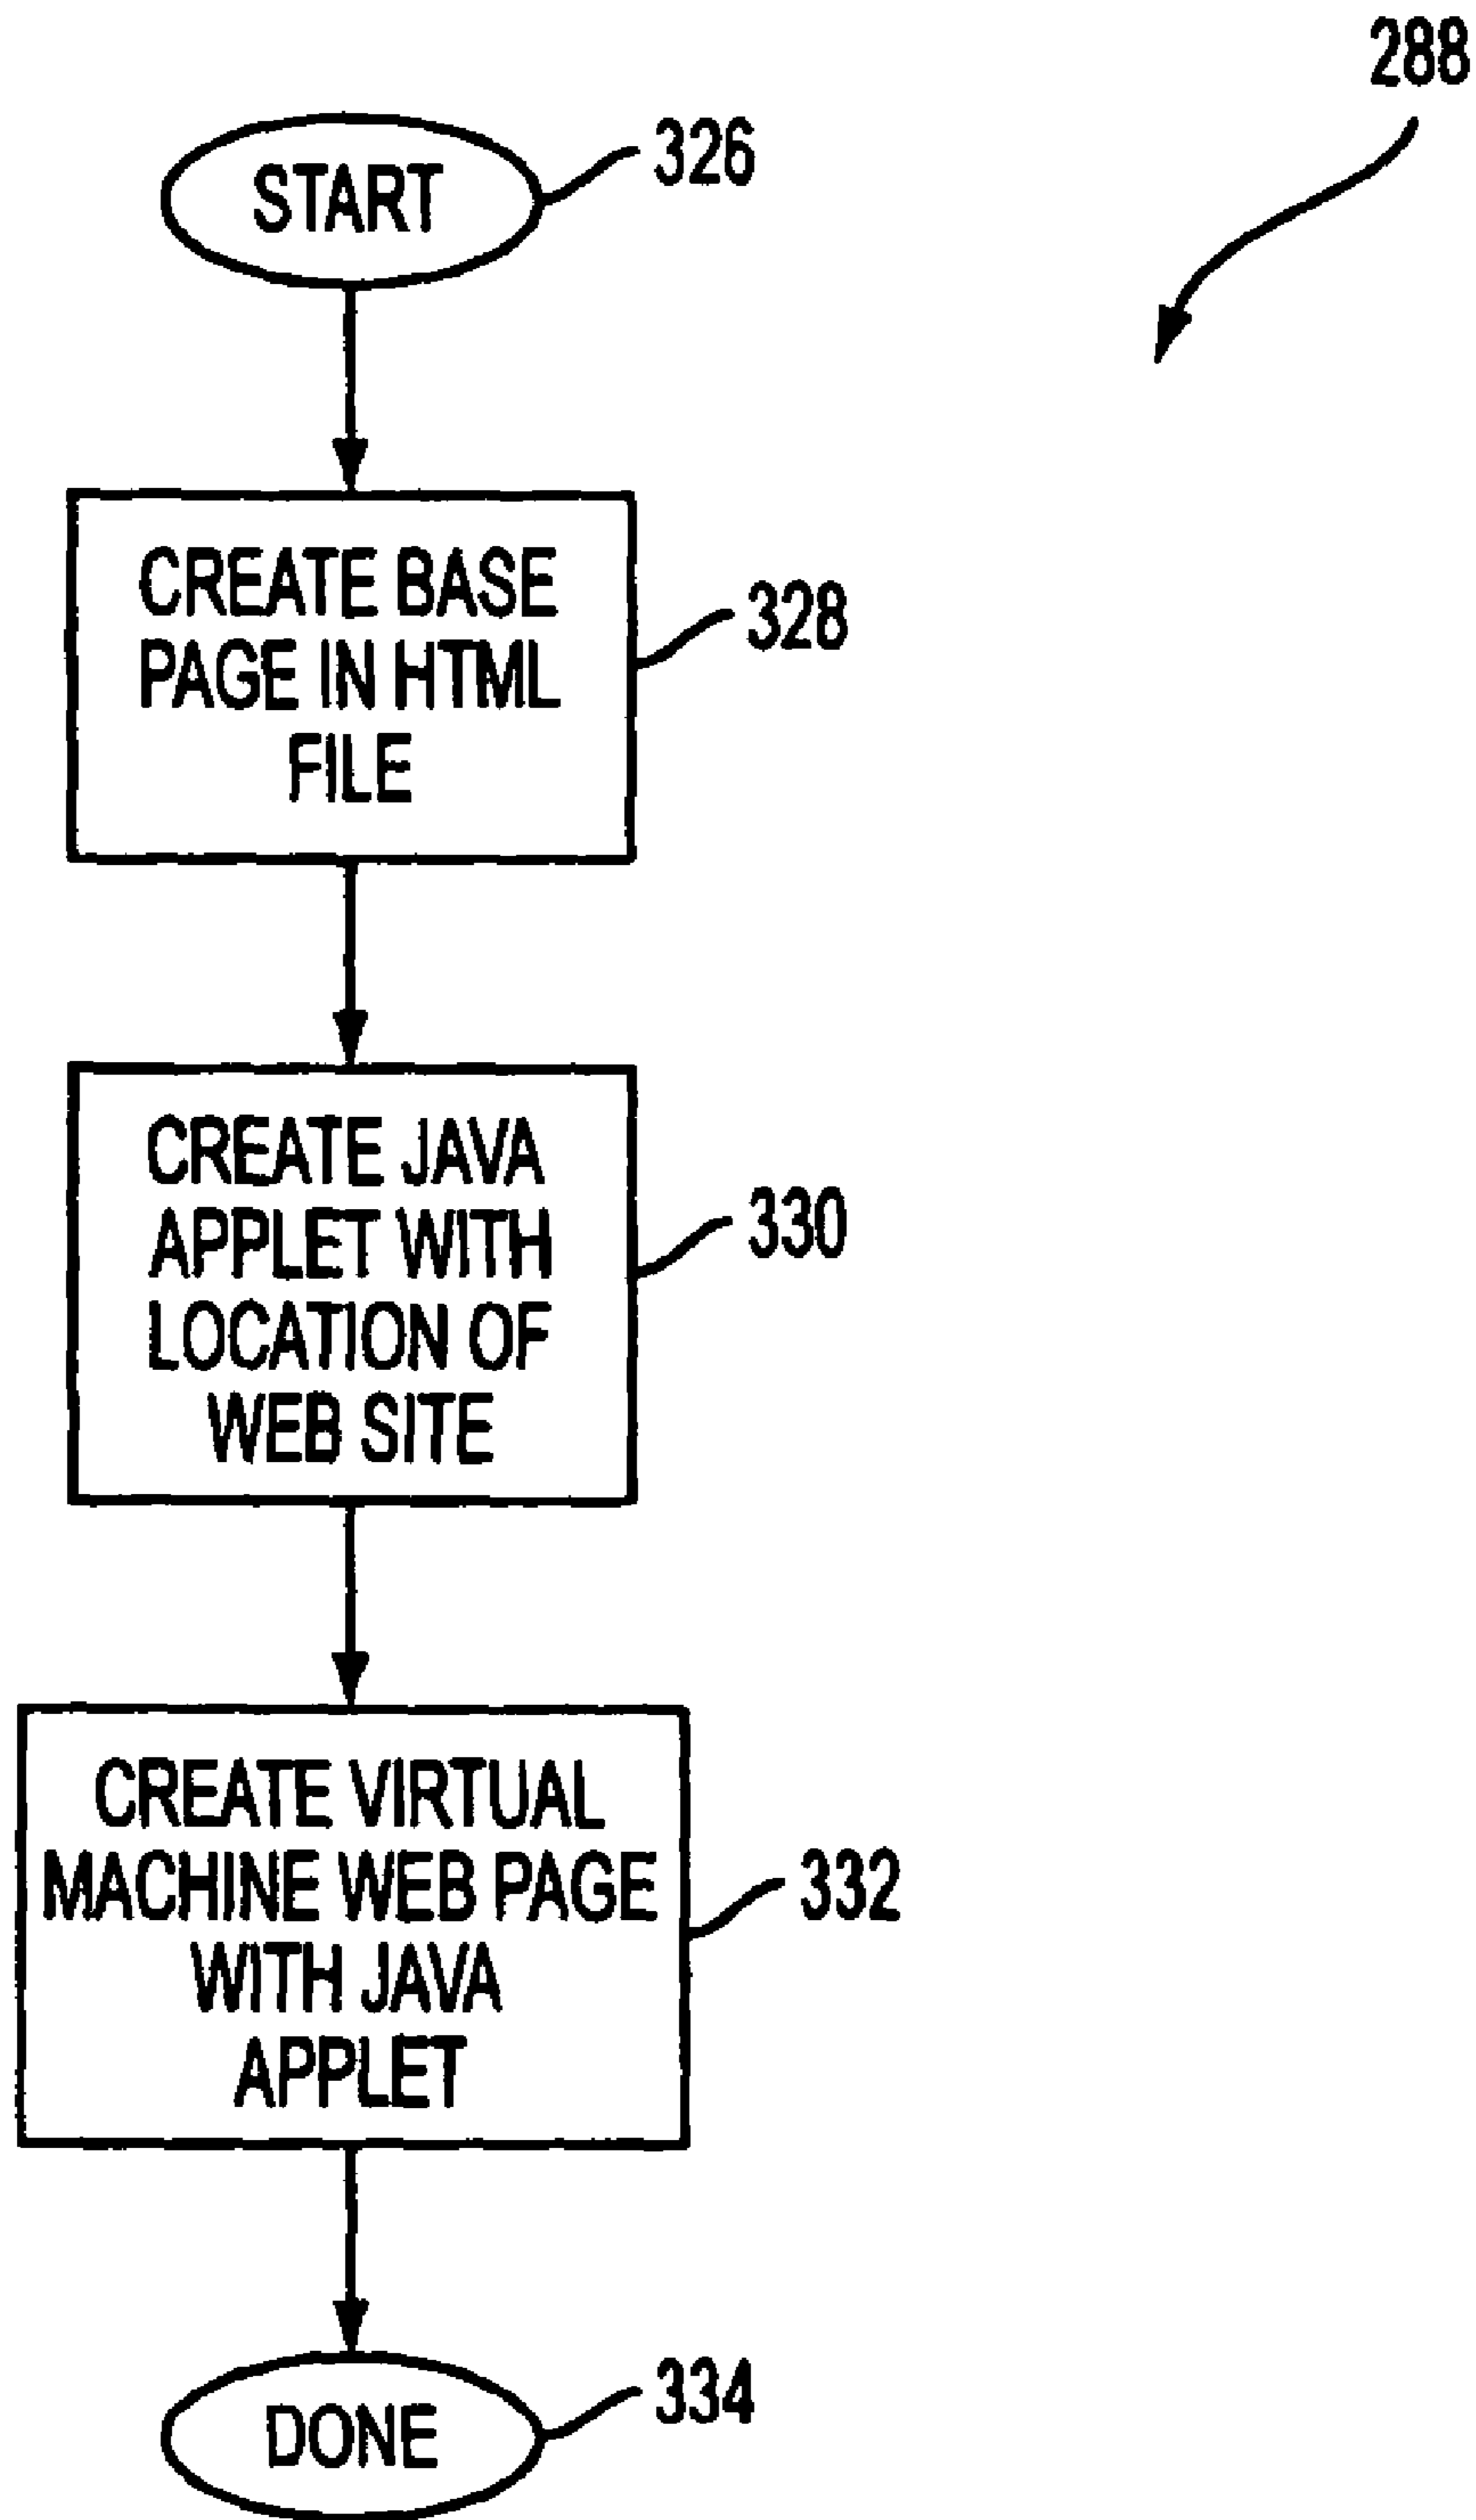 288
START
326
CREATE BASE
PAGE IN HTML
FILE
328
CREATE JAVA
APPLET WITH
LOCATION OF
WEB SITE
330
CREATE VIRTUAL
MACHINE WEB PAGE
WITH JAVA
APPLET
332
DONE
334